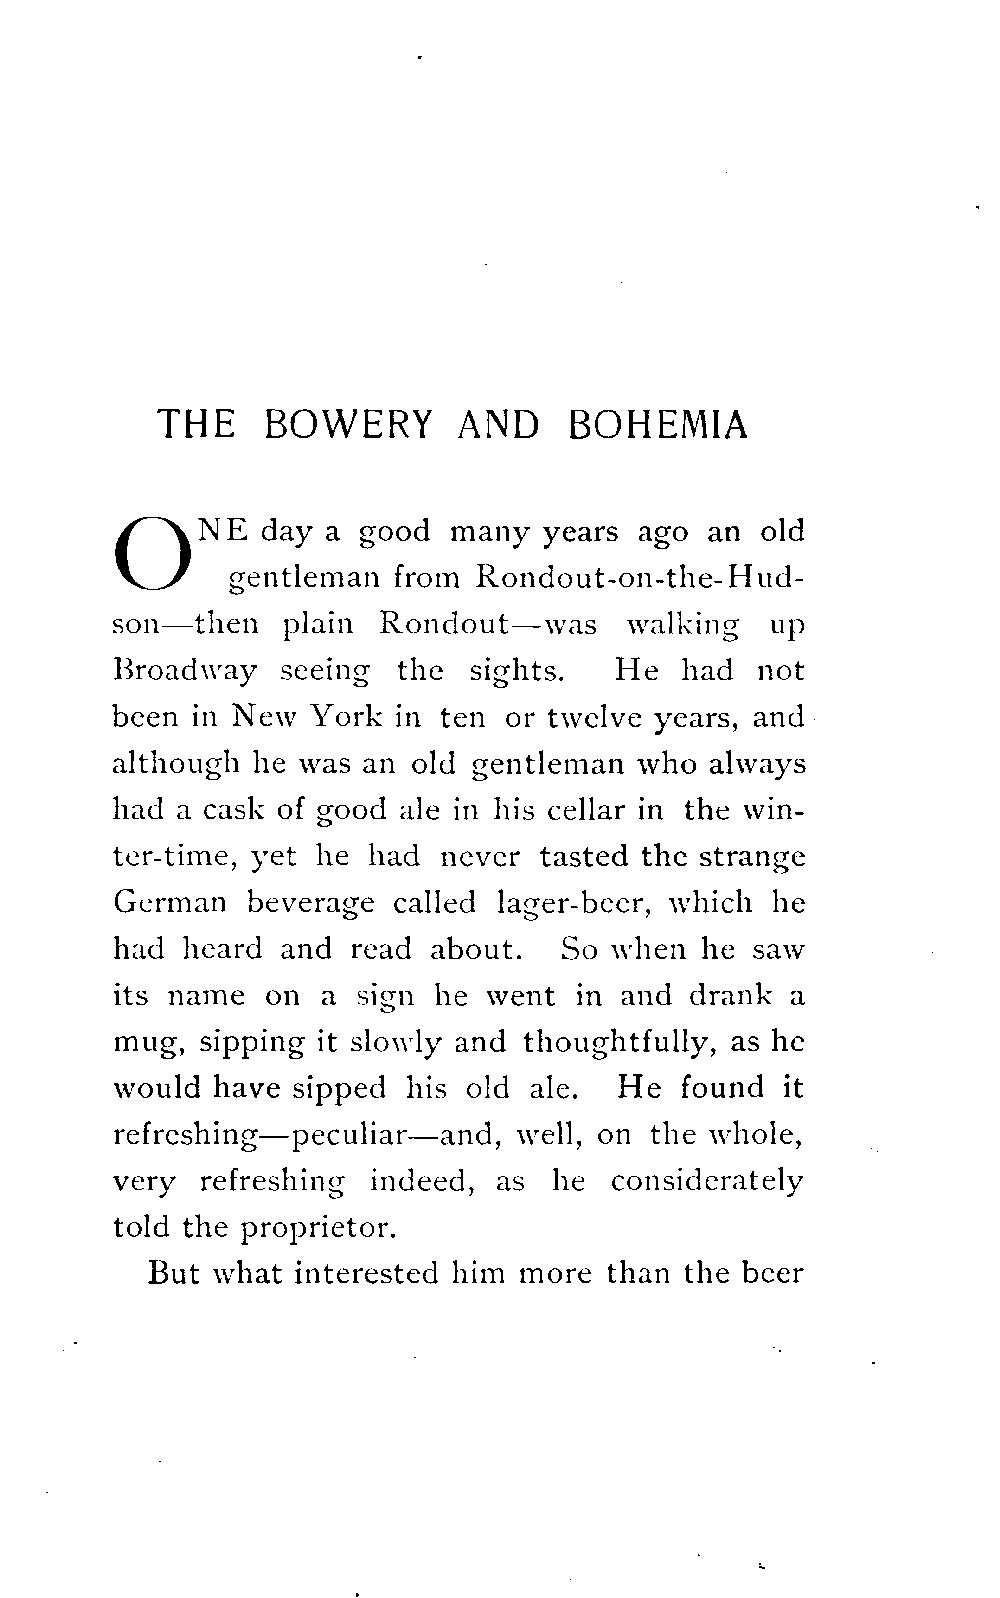 THE BOWERY AND BOHEMIA
ONE day a good many years ago an old
gentleman from Rondout-on-the-Hud-
son—then plain Rondout—was walking up
Broadway seeing the sights. He had not
been in New York in ten or twelve years, and
although he was an old gentleman who always
had a cask of good ale in his cellar in the win-
ter-time, yet he had never tasted the strange
German beverage called lager-beer, which he
had heard and read about. So when he saw
its name on a sign he went in and drank a
mug, sipping it slowly and thoughtfully, as he
would have sipped his old ale. He found it
refreshing—peculiar—and, well, on the whole,
very refreshing indeed, as he considerately
told the proprietor.
But what interested him more than the beer